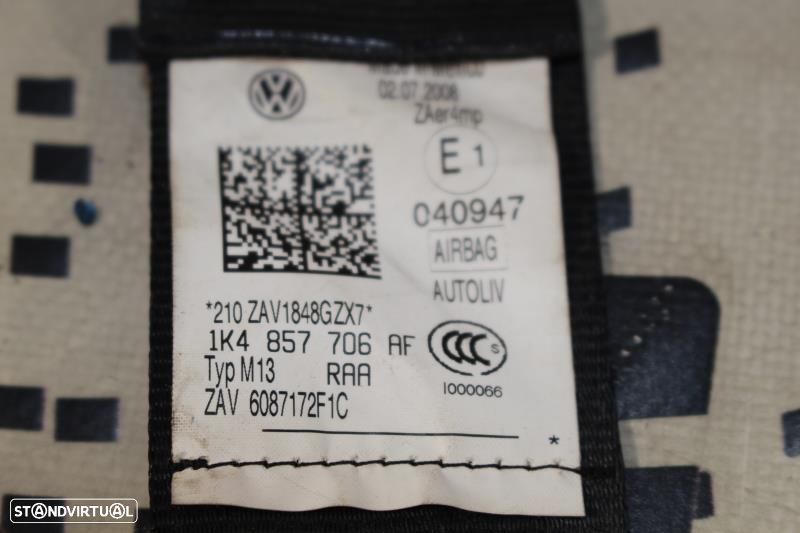 02.07.2008
ZAer4mp
E1
040947
AIRBAG
AUTOLIV
*210 ZAV1848GZX7*
1K4 857 706 AF
CCC S
Typ M13 RAA
I000066
ZAV 6087172F1C
*
STANDVIRTUAL